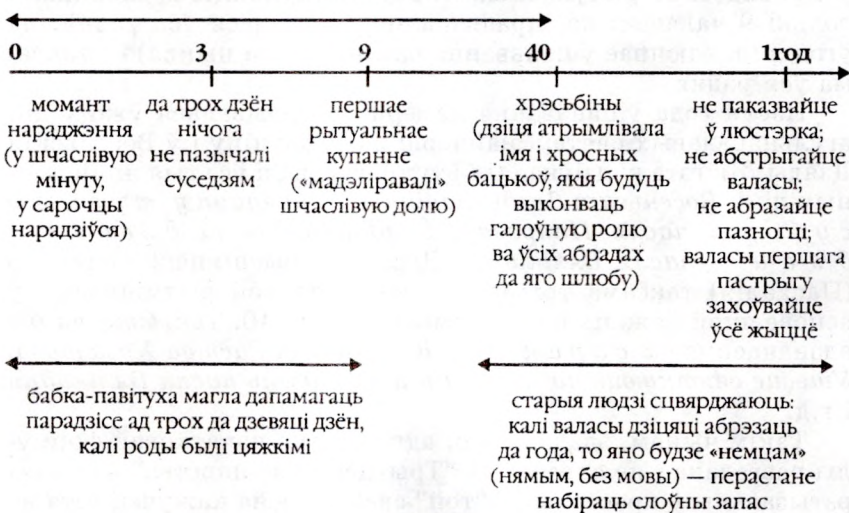 0
3
9
40
1год
момант
нараджэння
(у шчаслівую
мінуту,
у сарочцы
нарадзіўся)
да трох дзён
нічога
не пазычалі
суседзям
першае
рытуальнае
купанне
(«мадэліравалі»
шчаслівую долю)
хрэсьбіны
(дзіця атрымлівала
імя і хросных
бацькоў, якія будуць
выконваць
галоўную ролю
ва ўсіх абрадах
да яго шлюбу)
не паказвайце
ў люстэрка;
не абстрыгайце
валасы;
не абразайце
пазногці;
валасы першага
пастрыгу
захоўвайце
ўсё жыццё
бабка-павітуха магла дапамагаць
парадзісе ад трох да дзевяці дзён,
калі роды былі цяжкімі
старыя людзі сцвярджаюць:
калі валасы дзіцяці абрэзаць
да года, то яно будзе «немцам»
(нямым, без мовы) — перастане
набіраць слоўны запас